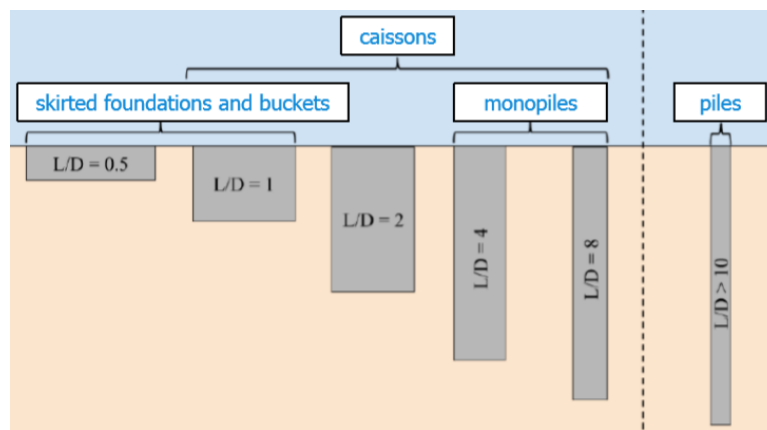 caissons
skirted foundations and buckets
monopiles
piles
L/D = 0.5
L/D = 1
L/D = 2
L/D = 4
L/D = 8
L/D > 10